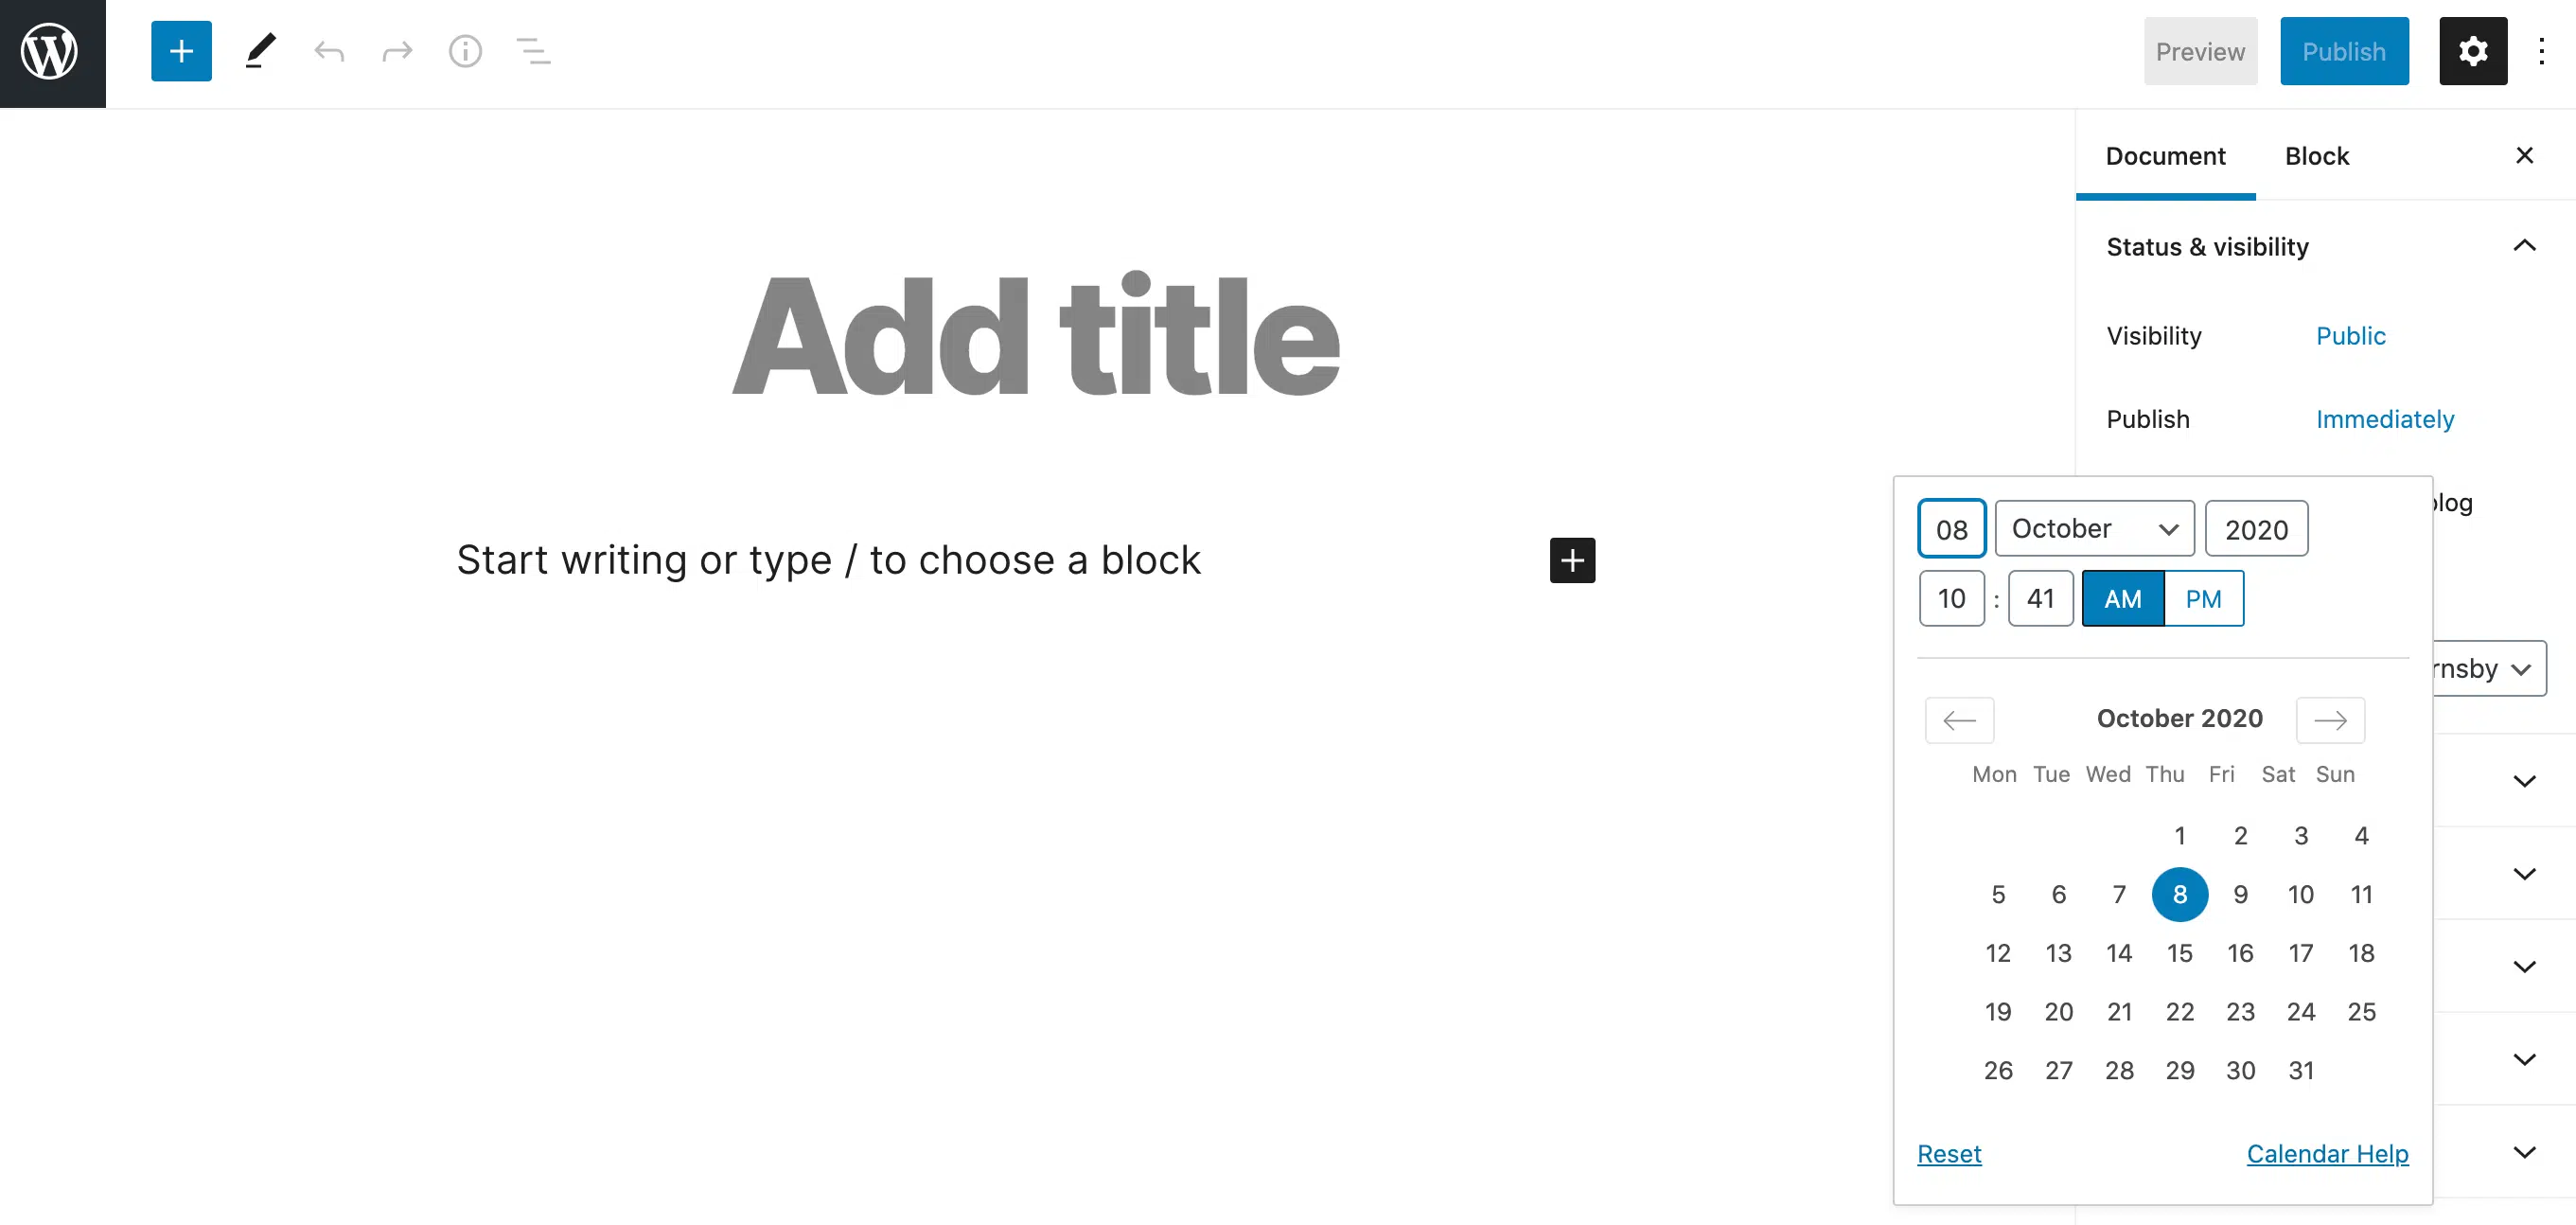 Preview Publish
Document Block
Status & visibility
Visibility Public
Publish Immediately
Add title
Start writing or type / to choose a block
08 October 2020
10 : 41 AM PM
October 2020
Mon Tue Wed Thu Fri Sat Sun
1 2 3 4
5 6 7 8 9 10 11
12 13 14 15 16 17 18
19 20 21 22 23 24 25
26 27 28 29 30 31
Reset Calendar Help